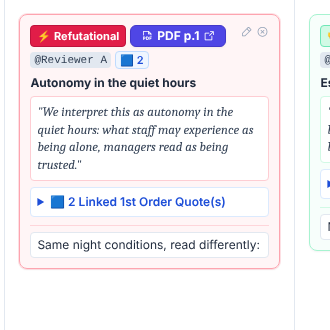 ⚡ Refutational PDF p.1
@Reviewer A 🟦 2
Autonomy in the quiet hours
"We interpret this as autonomy in the
quiet hours: what staff may experience as
being alone, managers read as being
trusted."
▶ 🟦 2 Linked 1st Order Quote(s)
Same night conditions, read differently: